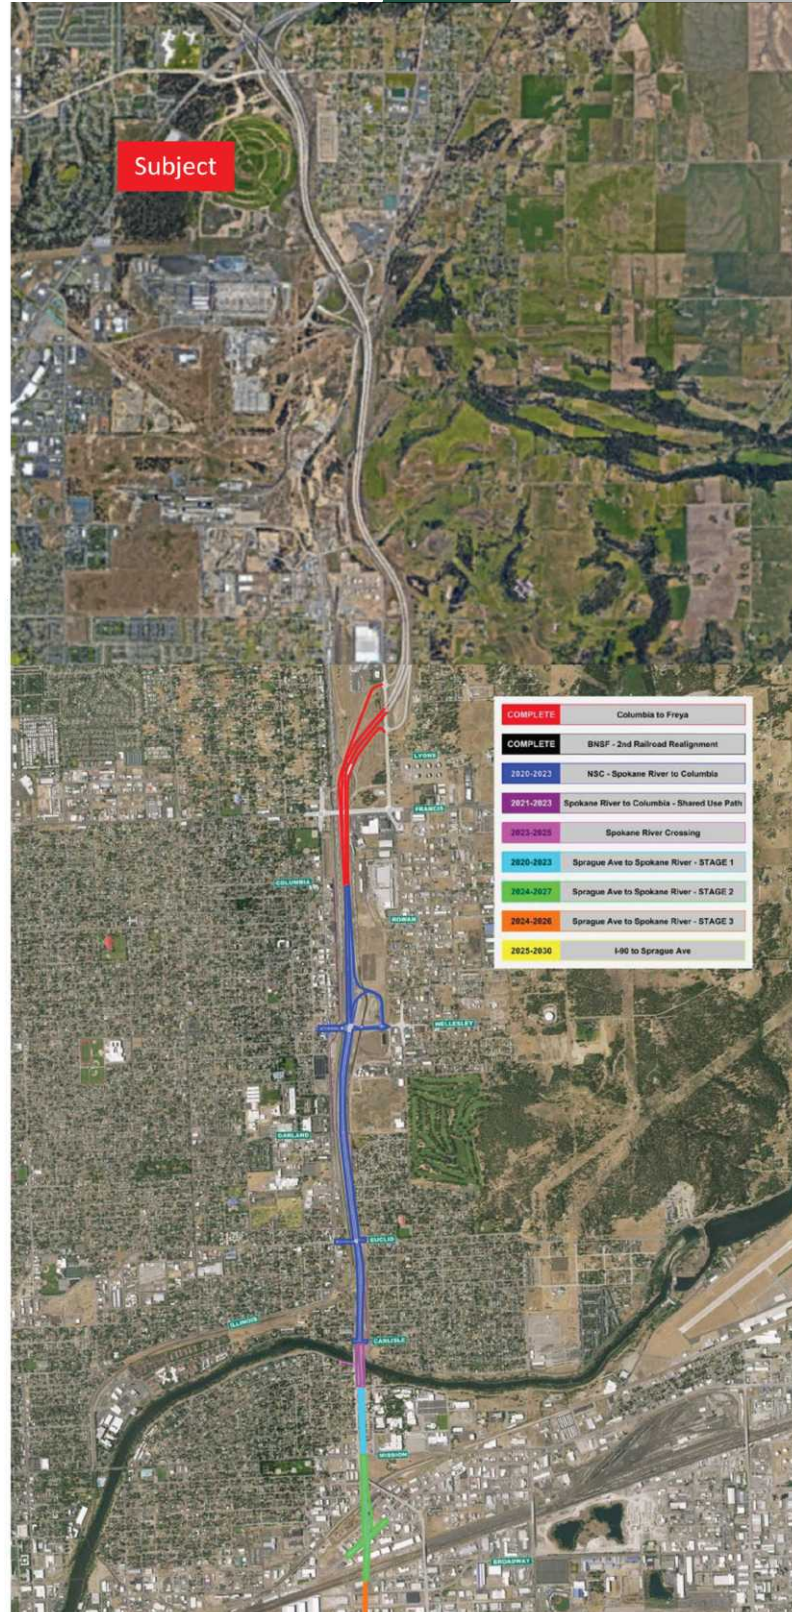 Subject
COMPLETE Columbia to Freya
COMPLETE BNSF - 2nd Railroad Realignment
2020-2023 NSC - Spokane River to Columbia
2021-2023 Spokane River to Columbia - Shared Use Path
2023-2025 Spokane River Crossing
2020-2023 Sprague Ave to Spokane River - STAGE 1
2024-2027 Sprague Ave to Spokane River - STAGE 2
2024-2026 Sprague Ave to Spokane River - STAGE 3
2025-2030 I-90 to Sprague Ave
LYONS
FRANCIS
COLUMBIA
ROWAN
WELLESLEY
GARLAND
EUCLID
ILLINOIS
CARLISLE
MISSION
BROADWAY